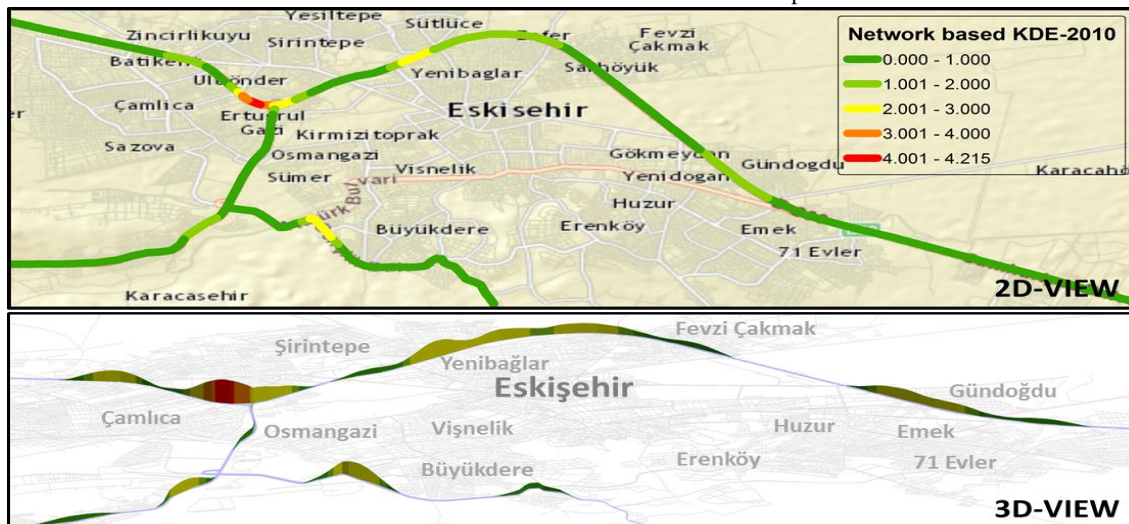 Yesiltepe
Sütlüce
Zincirlikuyu
Sirintepe
Zafer
Fevzi
Çakmak
Batikent
Uluönder
Yenibaglar
Sarhöyük
Çamlica
Ertugrul
Gazi
Eskisehir
Kirmizitoprak
Sazova
Osmangazi
Visnelik
Gökmeydan
Gündogdu
Sümer
Yenidogan
Karacahö
Huzur
Büyükdere
Erenköy
Emek
71 Evler
Karacasehir
Network based KDE-2010
0.000 - 1.000
1.001 - 2.000
2.001 - 3.000
3.001 - 4.000
4.001 - 4.215
2D-VIEW
Fevzi Çakmak
Şirintepe
Yenibağlar
Eskişehir
Gündoğdu
Çamlıca
Osmangazi
Vişnelik
Huzur
Emek
Büyükdere
Erenköy
71 Evler
3D-VIEW